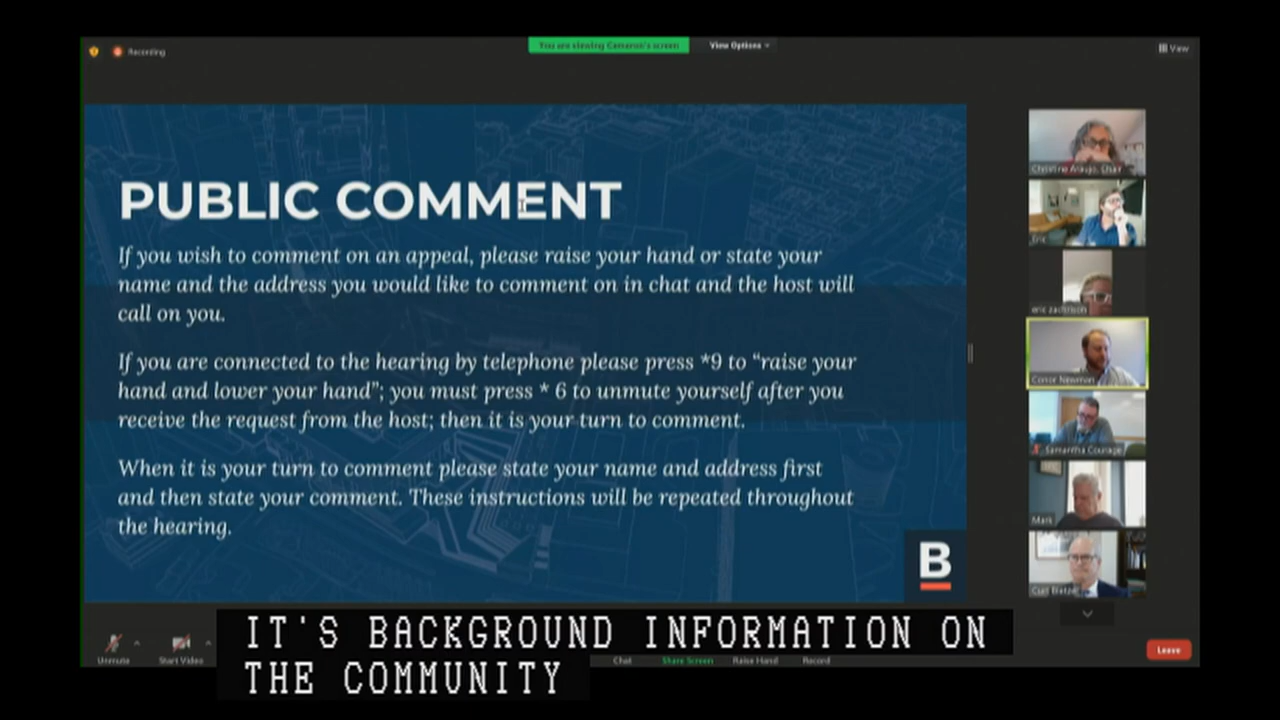 Recording
You are viewing Cameron's screen
View Options
View
PUBLIC COMMENT
If you wish to comment on an appeal, please raise your hand or state your
name and the address you would like to comment on in chat and the host will
call on you.
If you are connected to the hearing by telephone please press *9 to “raise your
hand and lower your hand”; you must press * 6 to unmute yourself after you
receive the request from the host; then it is your turn to comment.
When it is your turn to comment please state your name and address first
and then state your comment. These instructions will be repeated throughout
the hearing.
B
Christine Araujo, Chair
Eric
eric zachrison
Conor Newman
Samantha Courage
Mark
Unmute
Start Video
Chat
Share Screen
Raise Hand
Record
Leave
IT'S BACKGROUND INFORMATION ON
THE COMMUNITY